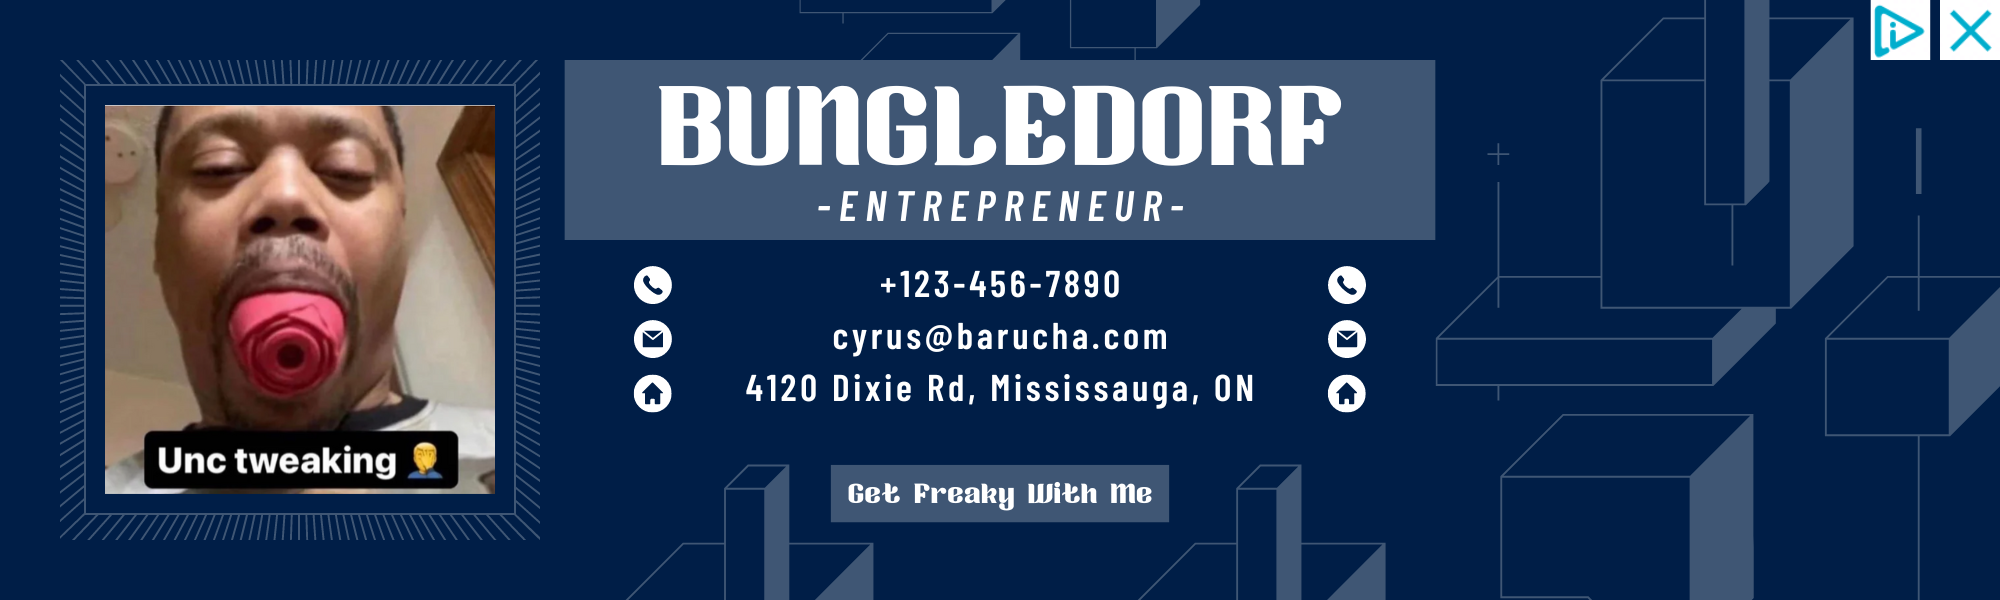 BUNGLEDORF
-ENTREPRENEUR-
+123-456-7890
cyrus@barucha.com
4120 Dixie Rd, Mississauga, ON
Unc tweaking 🤦‍♂️
Get Freaky With Me